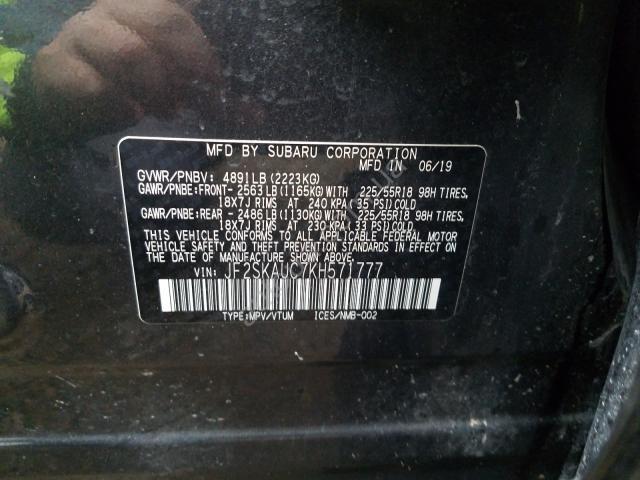 MFD BY SUBARU CORPORATION
GVWR/PNBV: 4891LB(2223KG) MFD IN 06/19
GAWR/PNBE:FRONT- 2563LB(1165KG)WITH 225/55R18 98H TIRES,
18X7J RIMS AT 240 KPA(35 PSI)COLD
GAWR/PNBE:REAR - 2486LB(1130KG)WITH 225/55R18 98H TIRES,
18X7J RIMS AT 230 KPA(33 PSI)COLD
THIS VEHICLE CONFORMS TO ALL APPLICABLE FEDERAL MOTOR
VEHICLE SAFETY AND THEFT PREVENTION STANDARDS IN EFFECT ON
THE DATE OF MANUFACTURE SHOWN ABOVE.
VIN: JF2SKAUC7KH571777
TYPE:MPV/VTUM ICES/NMB-002